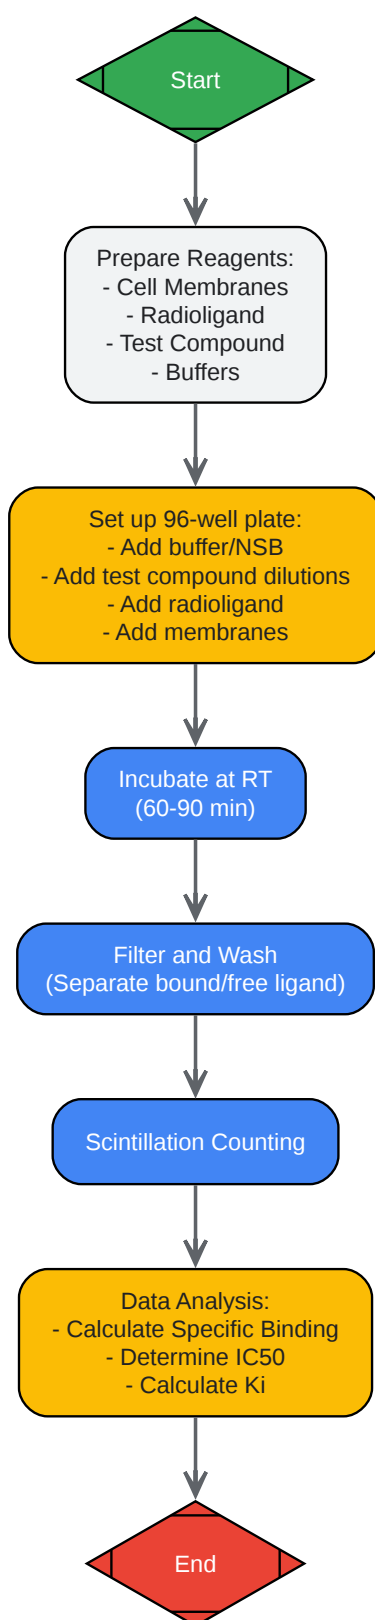 Start
Prepare Reagents:
- Cell Membranes
- Radioligand
- Test Compound
- Buffers
Set up 96-well plate:
- Add buffer/NSB
- Add test compound dilutions
- Add radioligand
- Add membranes
Incubate at RT
(60-90 min)
Filter and Wash
(Separate bound/free ligand)
Scintillation Counting
Data Analysis:
- Calculate Specific Binding
- Determine IC50
- Calculate Ki
End